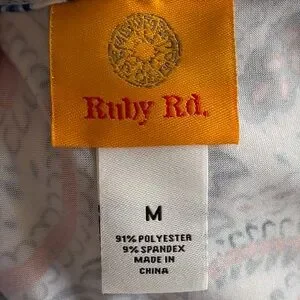 Ruby Rd.
M
91% POLYESTER
9% SPANDEX
MADE IN
CHINA